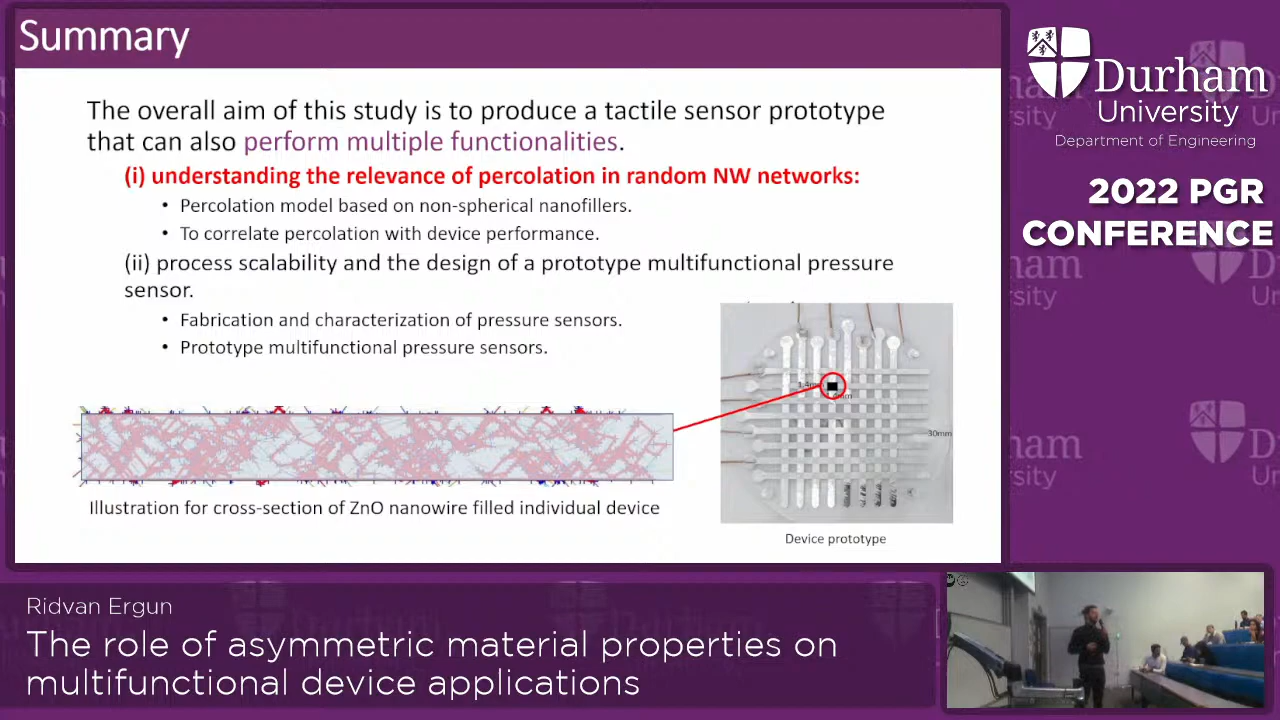 Summary
The overall aim of this study is to produce a tactile sensor prototype
that can also perform multiple functionalities.
(i) understanding the relevance of percolation in random NW networks:
• Percolation model based on non-spherical nanofillers.
• To correlate percolation with device performance.
(ii) process scalability and the design of a prototype multifunctional pressure
sensor.
• Fabrication and characterization of pressure sensors.
• Prototype multifunctional pressure sensors.
1.4mm
30mm
Illustration for cross-section of ZnO nanowire filled individual device
Device prototype
Durham
University
Department of Engineering
2022 PGR
CONFERENCE
Ridvan Ergun
The role of asymmetric material properties on
multifunctional device applications